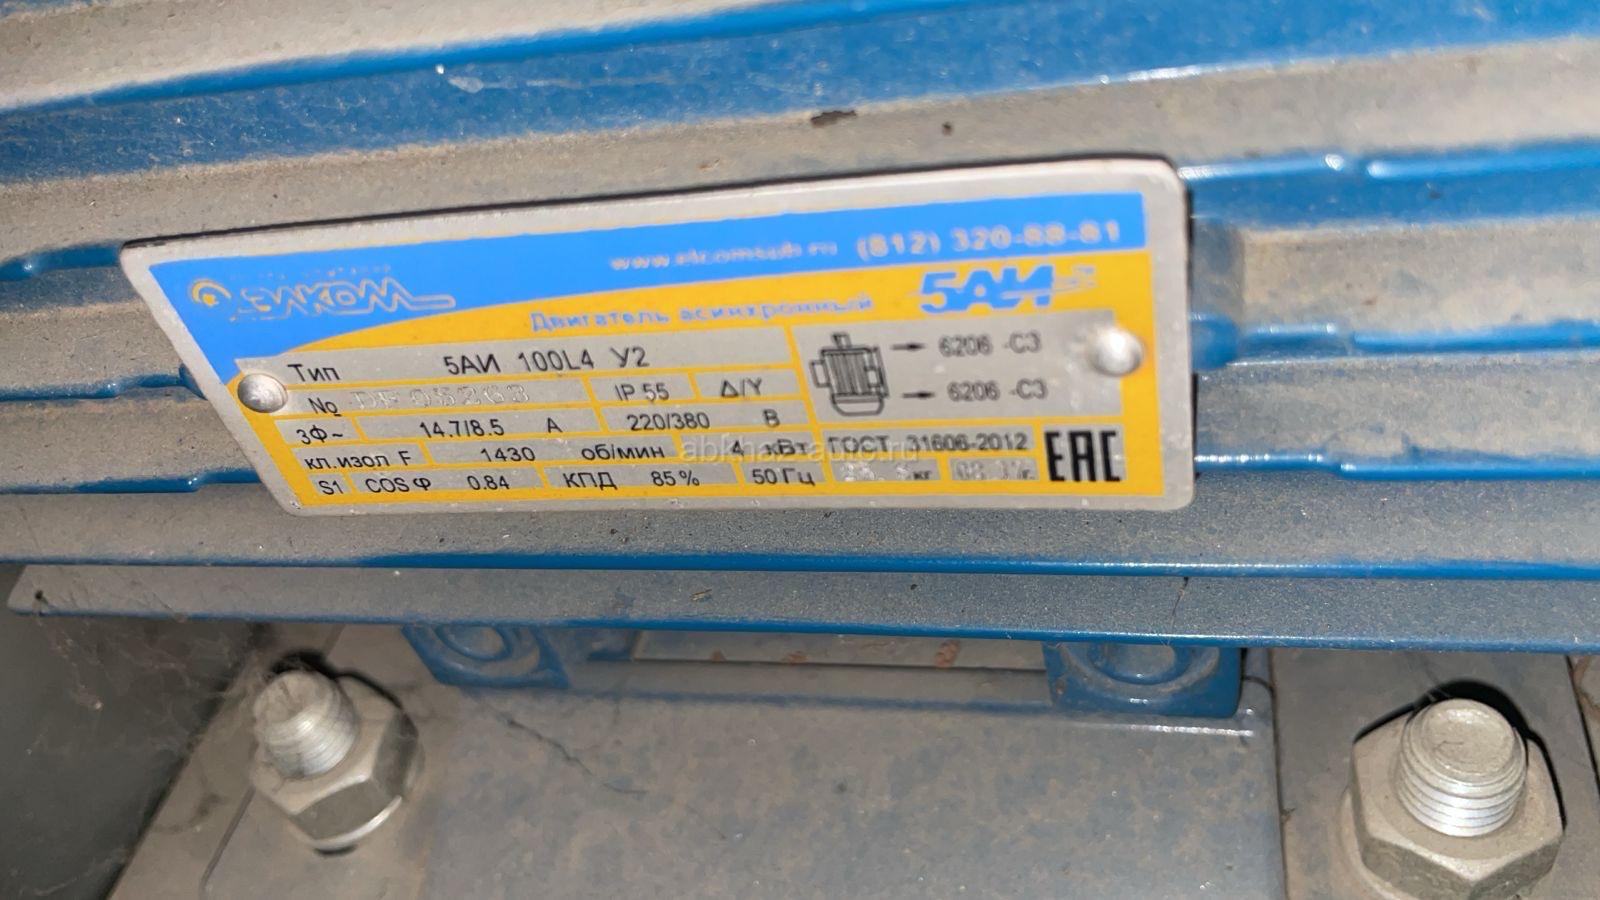 www.elcomspb.ru (812) 320-88-81
ЭЛКОМ
Двигатель асинхронный 5АИ
Тип 5АИ 100L4 У2
№ IP 55 Δ/Y
6206 -C3
6206 -C3
3Ф~ 14.7/8.5 А 220/380 В
кл.изол F 1430 об/мин 4 кВт ГОСТ 31606-2012
S1 COS φ 0.84 КПД 85% 50 Гц кг г.
EAC